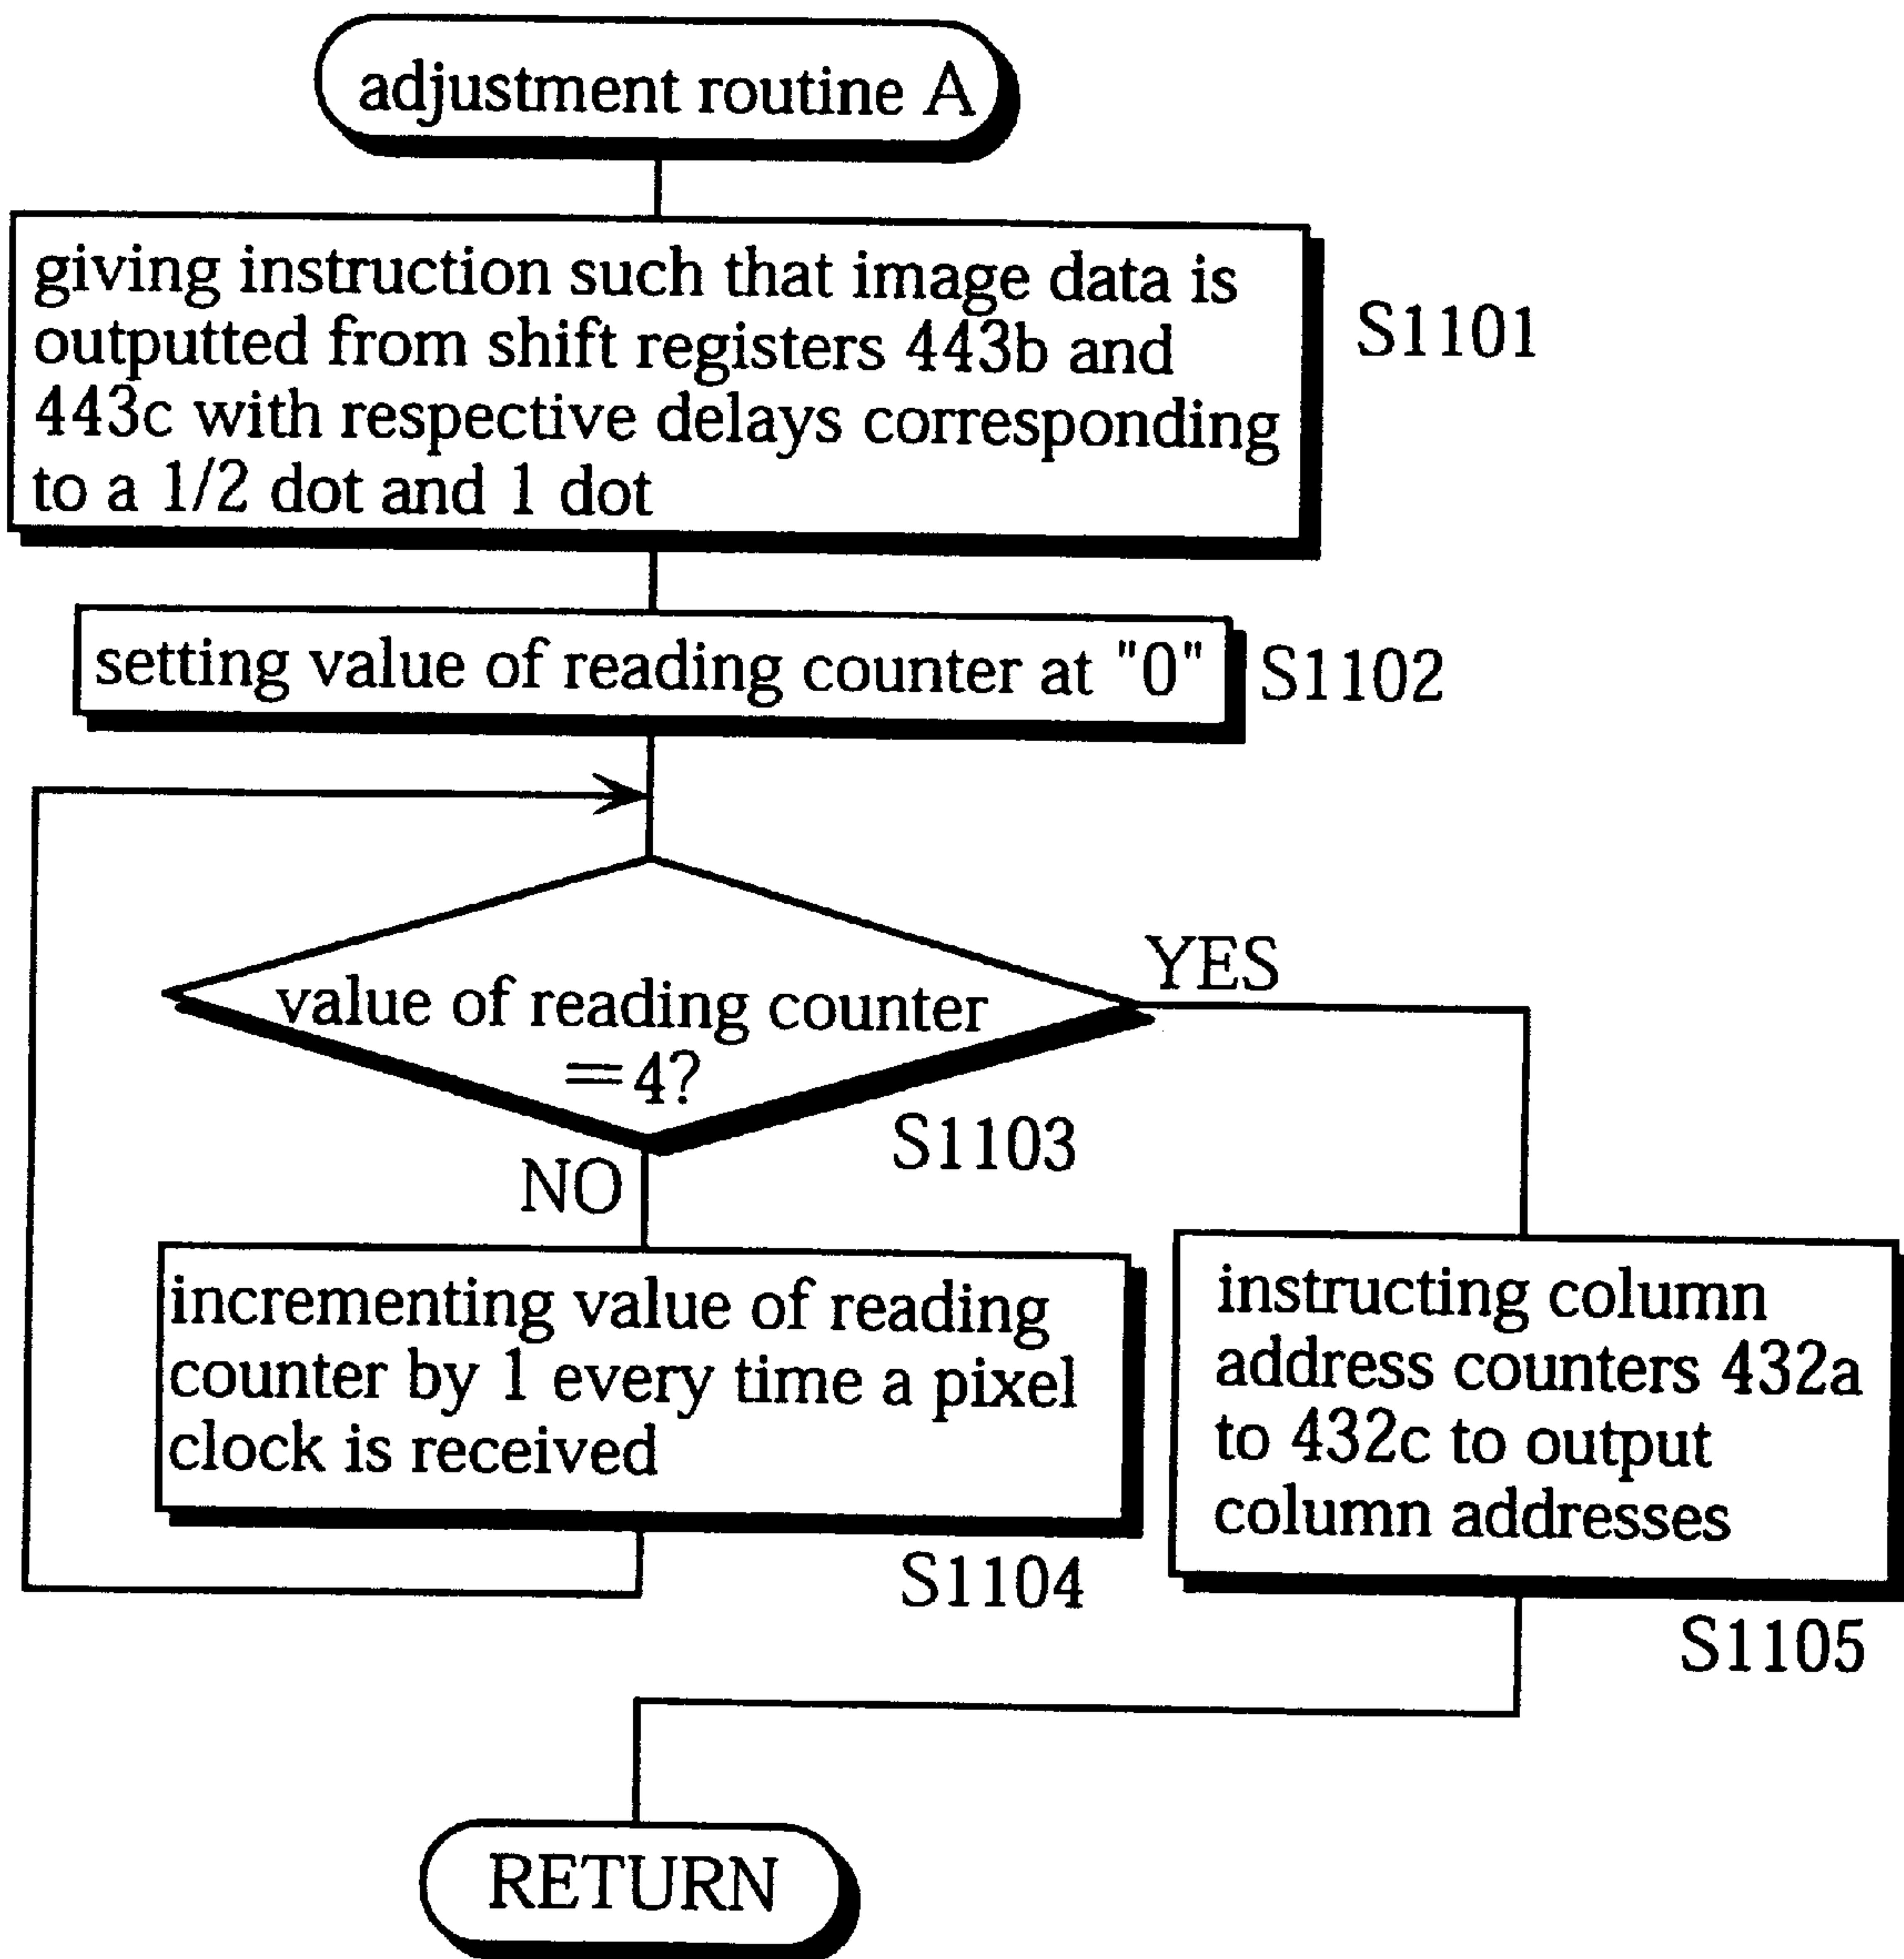 adjustment routine A
giving instruction such that image data is
outputted from shift registers 443b and
443c with respective delays corresponding
to a 1/2 dot and 1 dot
S1101
setting value of reading counter at "0"
S1102
value of reading counter
=4?
YES
S1103
NO
incrementing value of reading
counter by 1 every time a pixel
clock is received
S1104
instructing column
address counters 432a
to 432c to output
column addresses
S1105
RETURN